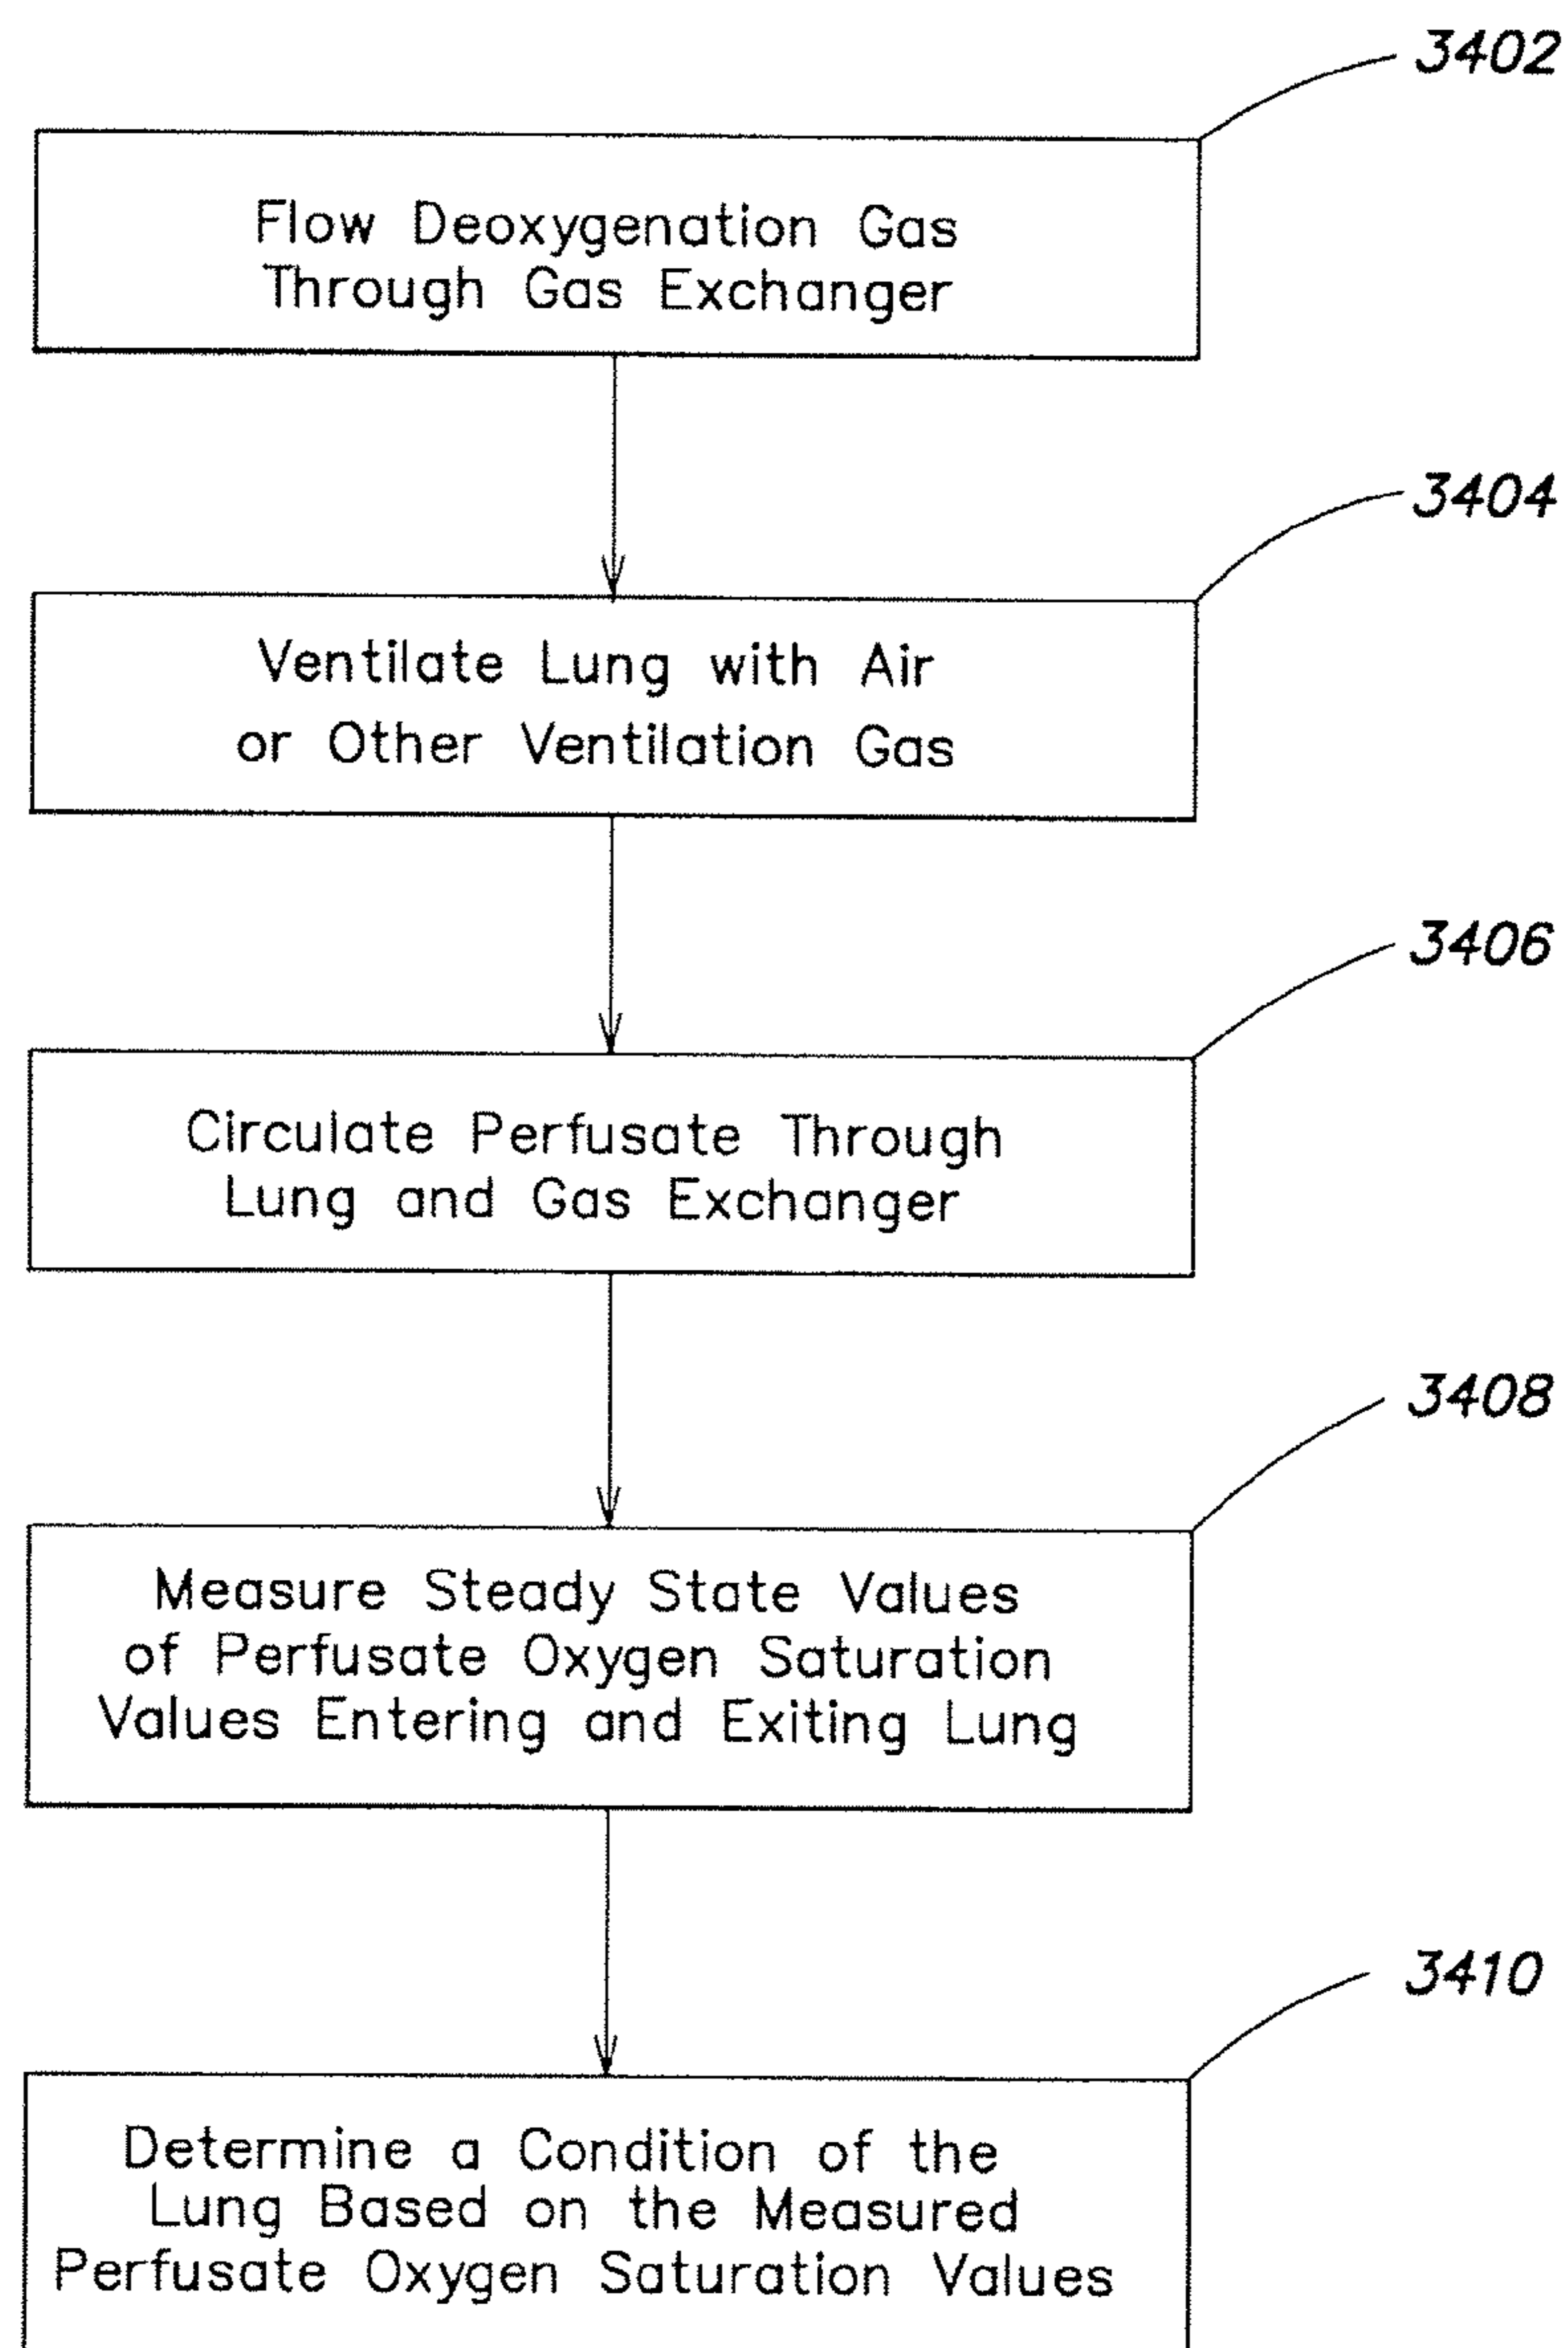 3402
Flow Deoxygenation Gas
Through Gas Exchanger
3404
Ventilate Lung with Air
or Other Ventilation Gas
3406
Circulate Perfusate Through
Lung and Gas Exchanger
3408
Measure Steady State Values
of Perfusate Oxygen Saturation
Values Entering and Exiting Lung
3410
Determine a Condition of the
Lung Based on the Measured
Perfusate Oxygen Saturation Values